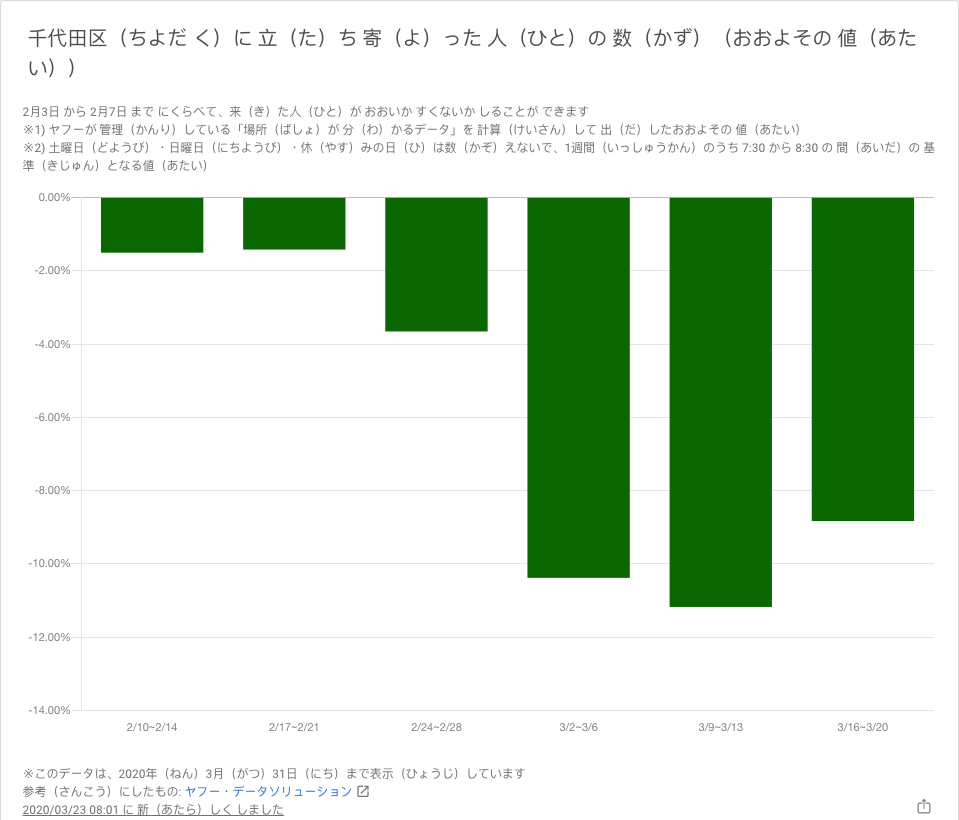 千代田区（ちよだ く）に 立（た）ち 寄（よ）った 人（ひと）の 数（かず）（おおよその 値（あた
い））
2月3日 から 2月7日 まで にくらべて、来（き）た人（ひと）が おおいか すくないか しることが できます
※1) ヤフーが 管理（かんり）している「場所（ばしょ）が 分（わ）かるデータ」を 計算（けいさん）して 出（だ）したおおよその 値（あたい）
※2) 土曜日（どようび）・日曜日（にちようび）・休（やす）みの日（ひ）は数（かぞ）えないで、1週間（いっしゅうかん）のうち 7:30 から 8:30 の 間（あいだ）の 基
準（きじゅん）となる値（あたい）
0.00%
-2.00%
-4.00%
-6.00%
-8.00%
-10.00%
-12.00%
-14.00%
2/10~2/14 2/17~2/21 2/24~2/28 3/2~3/6 3/9~3/13 3/16~3/20
※このデータは、2020年（ねん）3月（がつ）31日（にち）まで表示（ひょうじ）しています
参考（さんこう）にしたもの: ヤフー・データソリューション
2020/03/23 08:01 に 新（あたら）しく しました